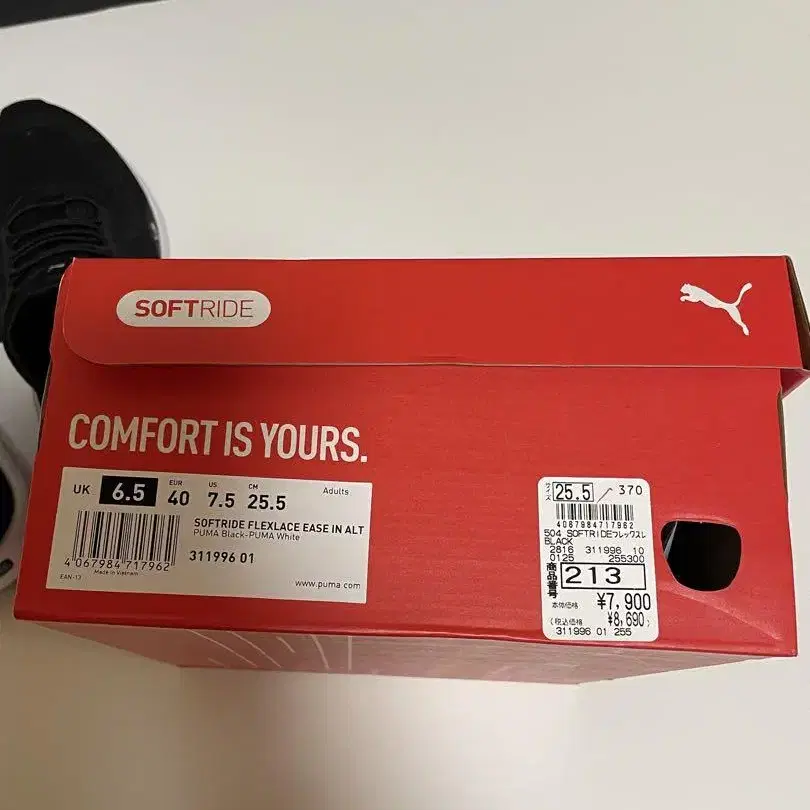 SOFTRIDE
COMFORT IS YOURS.
UK 6.5 EUR 40 US 7.5 CM 25.5 Adults
SOFTRIDE FLEXLACE EASE IN ALT
PUMA Black-PUMA White
311996 01
4 067984 717962
EAN-13
Made in Vietnam
www.puma.com
サイズ 25.5 / 370
4067984717962
504 SOFTRIDEフレックスレ
BLACK
2816 311996 10
0125 255300
商品番号 213
本体価格 ¥7,900
(税込価格 ¥8,690)
311996 01 255